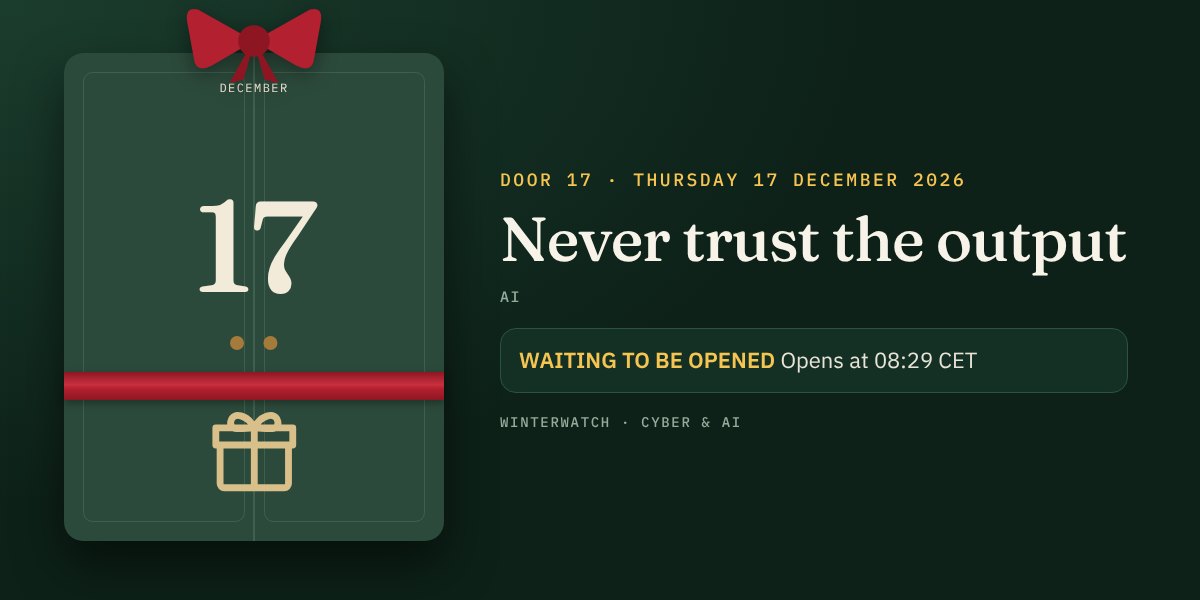 DECEMBER
17
DOOR 17 · THURSDAY 17 DECEMBER 2026
Never trust the output
AI
WAITING TO BE OPENED Opens at 08:29 CET
WINTERWATCH · CYBER & AI